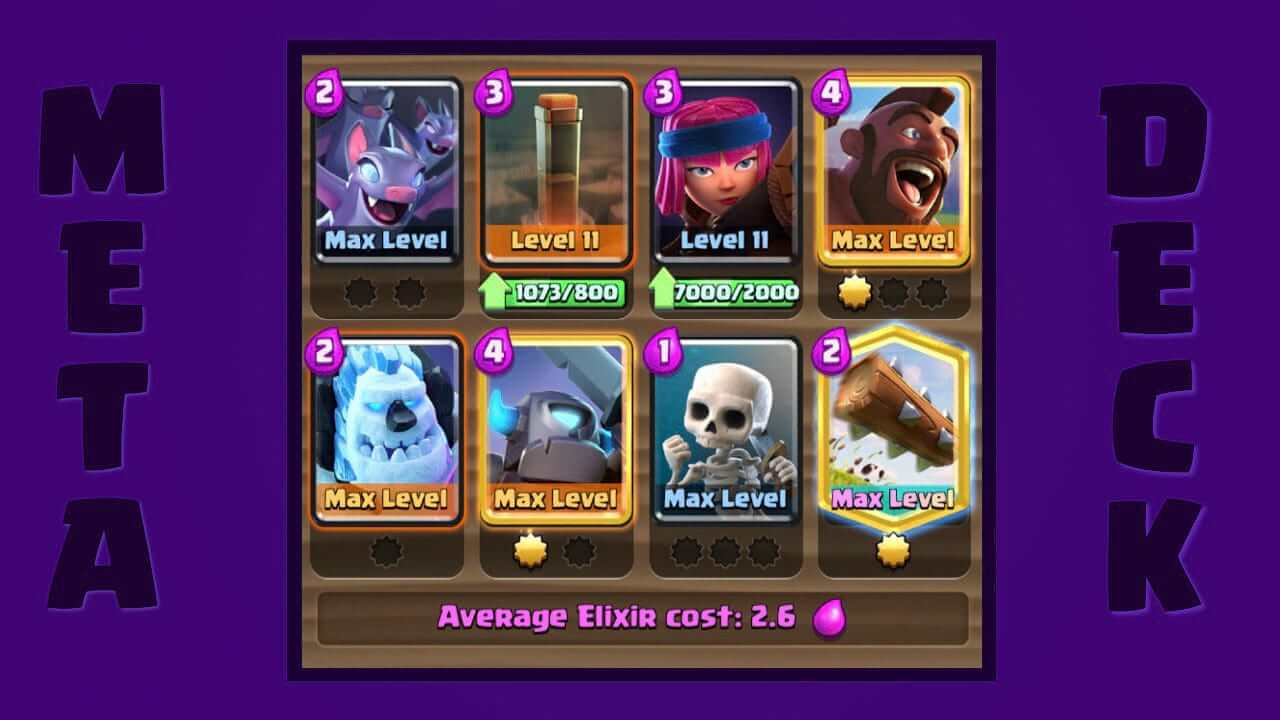 META
DECK
2
3
3
4
Max Level
Level 11
Level 11
Max Level
1073/800
7000/2000
2
4
1
2
Max Level
Max Level
Max Level
Max Level
Average Elixir cost: 2.6